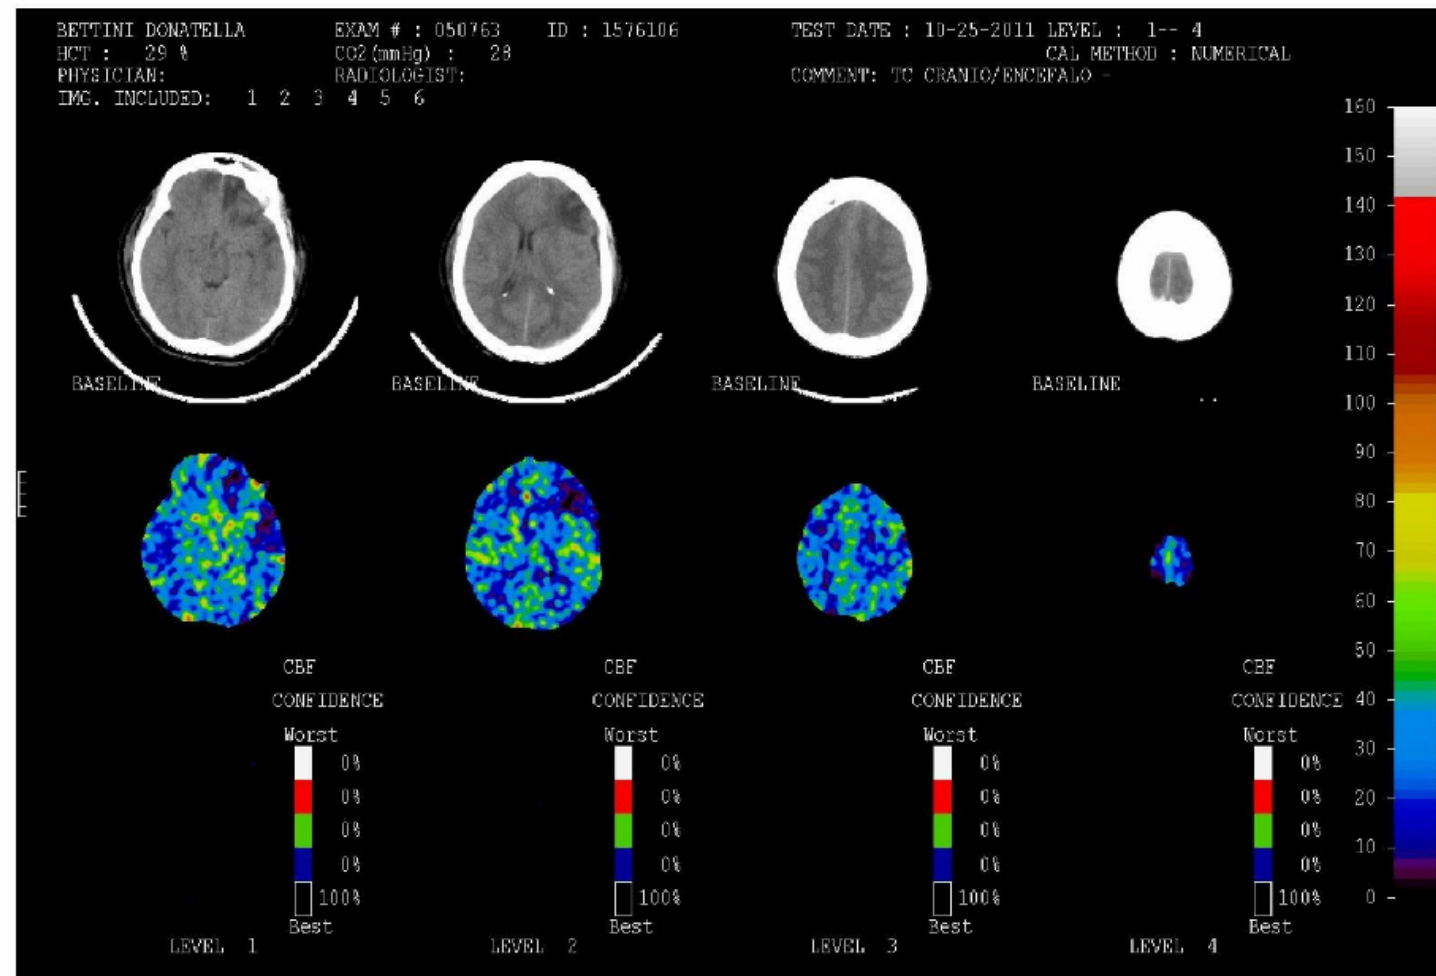 BETTINI DONATELLA EXAM # : 050763 ID : 1576106 TEST DATE : 10-25-2011 LEVEL : 1-- 4
HCT : 29 % CO2(mmHg) : 28 CAL METHOD : NUMERICAL
PHYSICIAN: RADIOLOGIST: COMMENT: TC CRANIO/ENCEFALO -
IMG. INCLUDED: 1 2 3 4 5 6
160
150
140
130
120
110
BASELINE BASELINE BASELINE BASELINE
100
90
80
70
60
50
CBF CBF CBF CBF
CONFIDENCE CONFIDENCE CONFIDENCE CONFIDENCE
40
Worst Worst Worst Worst
30
0% 0% 0% 0%
20
0% 0% 0% 0%
0% 0% 0% 0%
10
0% 0% 0% 0%
100% 100% 100% 100%
0
Best Best Best Best
LEVEL 1 LEVEL 2 LEVEL 3 LEVEL 4